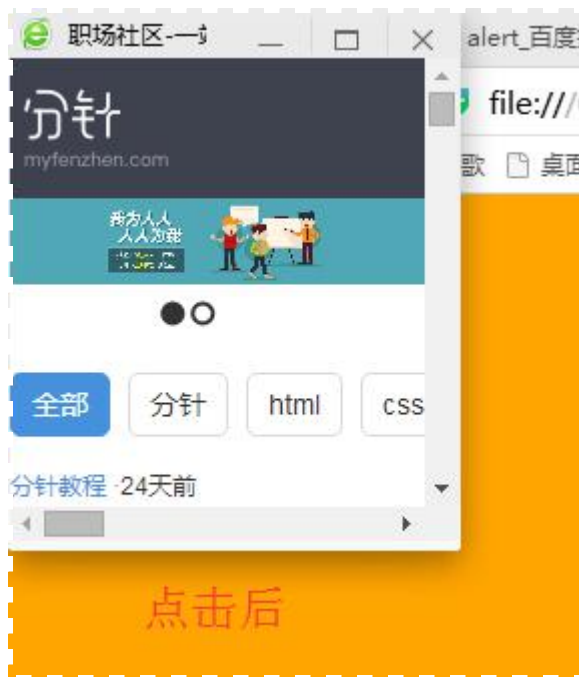 职场社区-一
alert_百度
file:///
分针
myfenzhen.com
歌 桌面
我为人人
人人为我
全部 分针 html css
分针教程 ·24天前
点击后